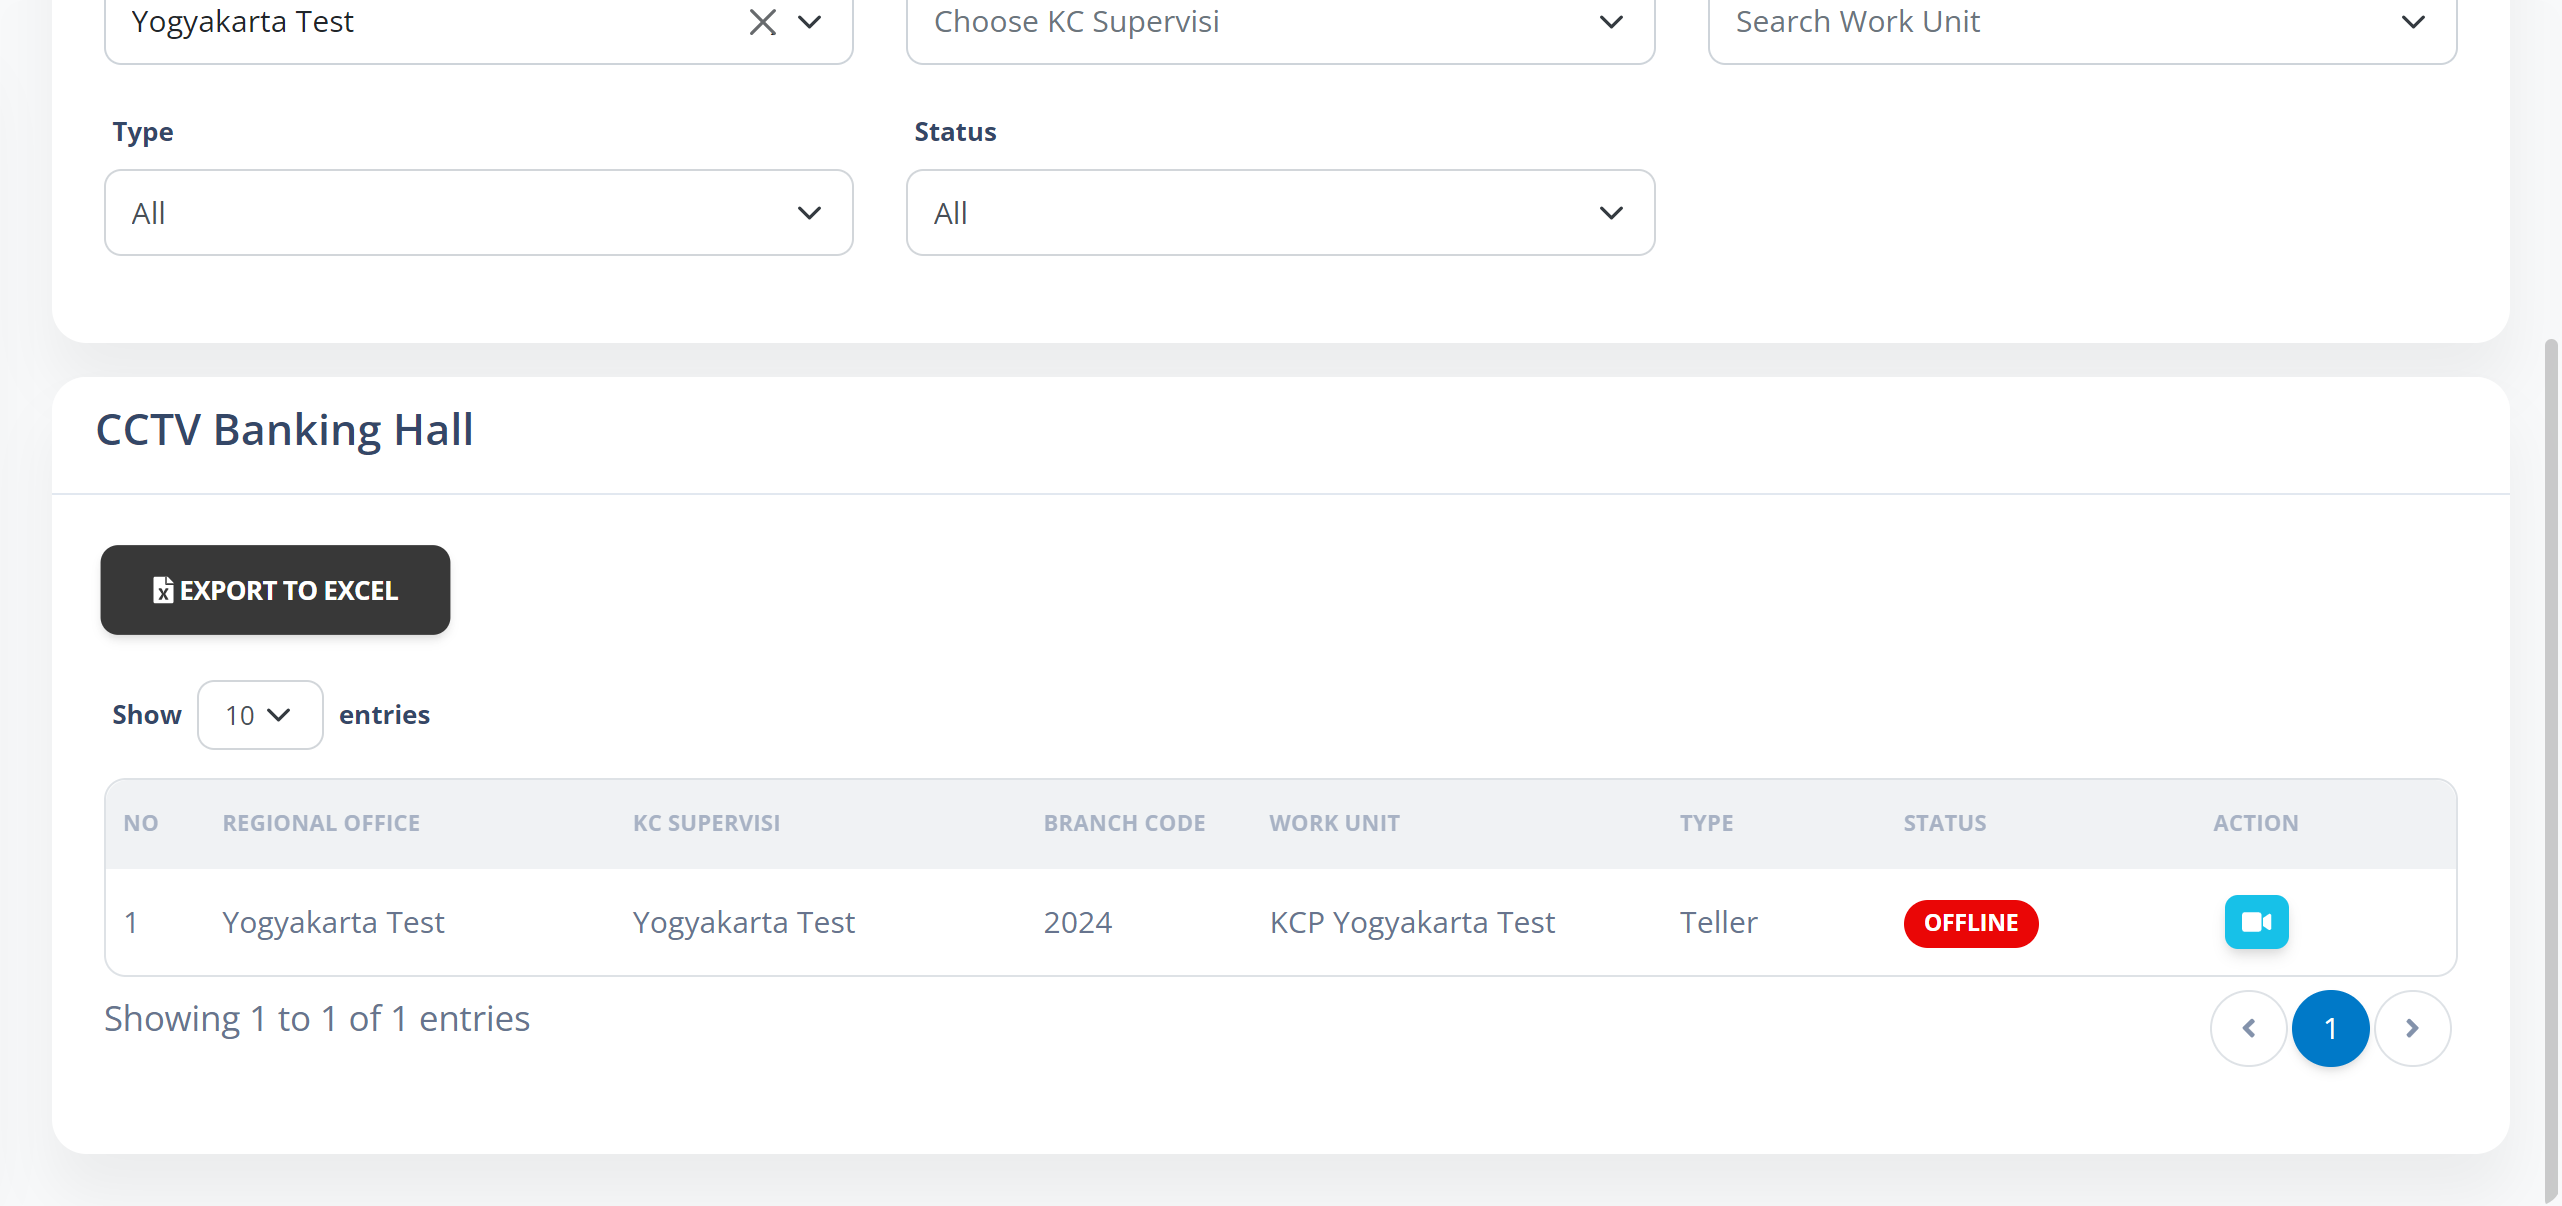 Yogyakarta Test
Choose KC Supervisi
Search Work Unit
Type
Status
All
All
CCTV Banking Hall
EXPORT TO EXCEL
Show 10 entries
NO REGIONAL OFFICE KC SUPERVISI BRANCH CODE WORK UNIT TYPE STATUS ACTION
1 Yogyakarta Test Yogyakarta Test 2024 KCP Yogyakarta Test Teller OFFLINE
Showing 1 to 1 of 1 entries
1